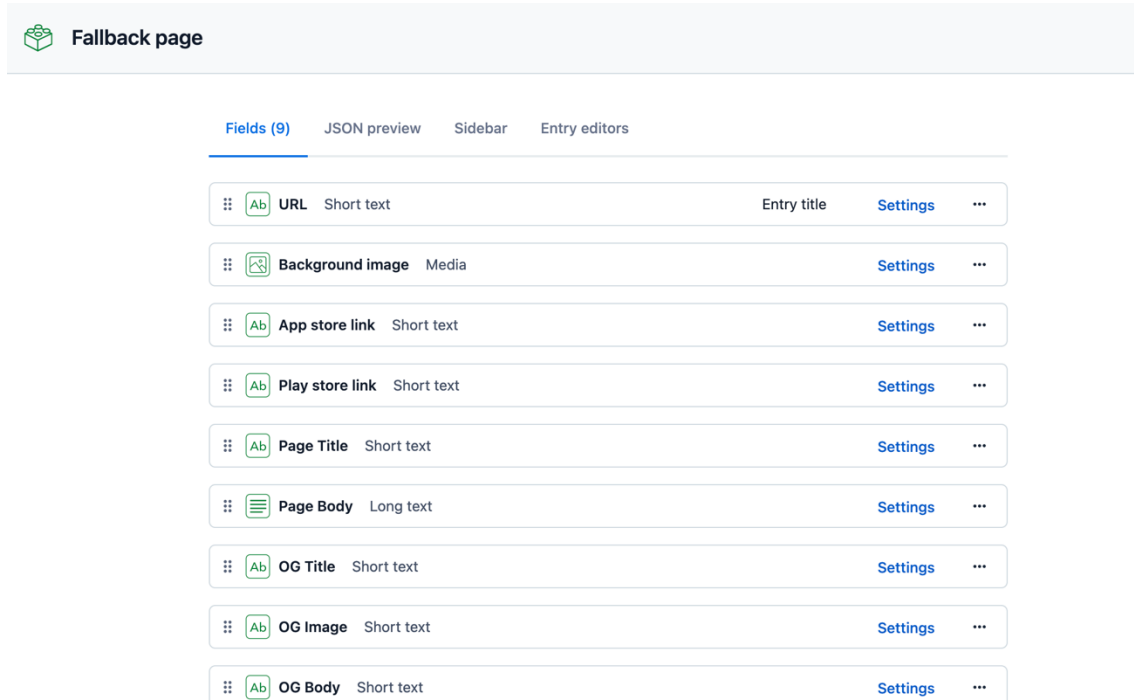 Fallback page
Fields (9) JSON preview Sidebar Entry editors
Ab URL Short text Entry title Settings ...
Background image Media Settings ...
Ab App store link Short text Settings ...
Ab Play store link Short text Settings ...
Ab Page Title Short text Settings ...
Page Body Long text Settings ...
Ab OG Title Short text Settings ...
Ab OG Image Short text Settings ...
Ab OG Body Short text Settings ...